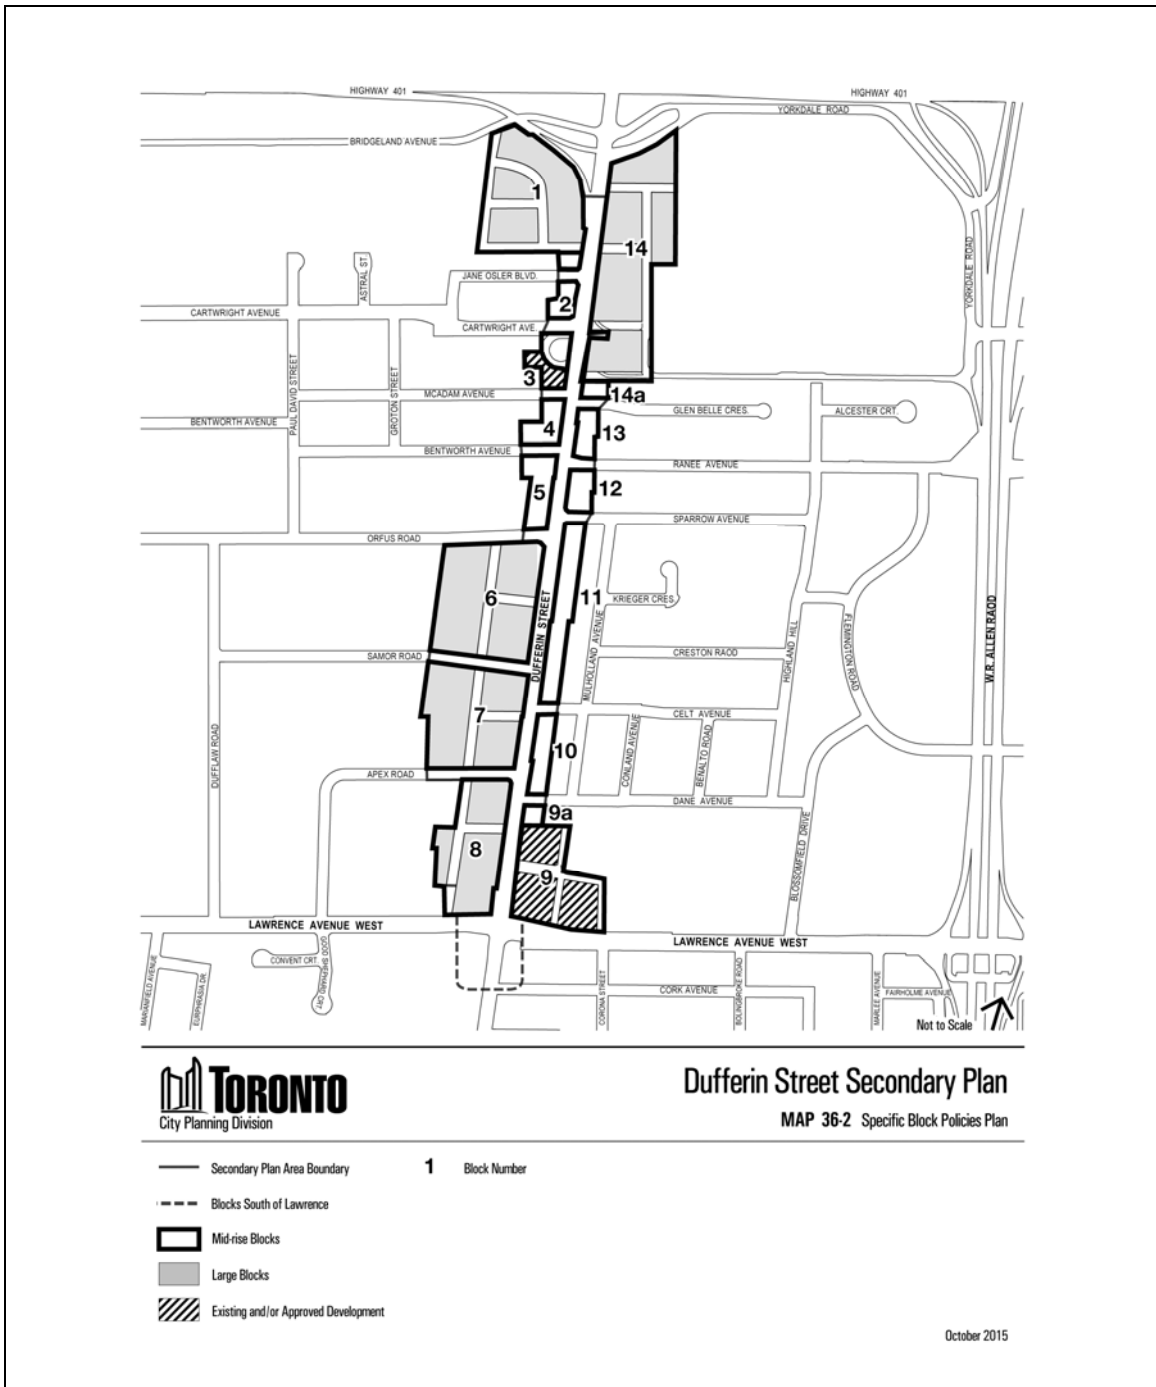 HIGHWAY 401
HIGHWAY 401
YORKDALE ROAD
BRIDGELAND AVENUE
1
14
YORKDALE ROAD
ASTRAL ST.
JANE OSLER BLVD.
2
CARTWRIGHT AVENUE
CARTWRIGHT AVE.
PAUL DAVID STREET
GROTON STREET
3
MCADAM AVENUE
14a
GLEN BELLE CRES.
ALCESTER CRT.
BENTWORTH AVENUE
4
13
BENTWORTH AVENUE
RANEE AVENUE
5
12
SPARROW AVENUE
ORFUS ROAD
6
DUFFERIN STREET
11
KRIEGER CRES.
MULHOLLAND AVENUE
HIGHLAND HILL
FLEMINGTON ROAD
W.R. ALLEN RAOD
SAMOR ROAD
CRESTON RAOD
7
CELT AVENUE
DUFFLAW ROAD
10
CONLAND AVENUE
BENALTO ROAD
APEX ROAD
DANE AVENUE
9a
8
9
BLOSSOMFIELD DRIVE
LAWRENCE AVENUE WEST
LAWRENCE AVENUE WEST
MARIANFIELD AVENUE
EUPHRASIA DR.
CONVENT CRT.
GOOD SHEPHARD CRT.
CORONA STREET
CORK AVENUE
BOLINGBROKE ROAD
MARLEE AVENUE
FAIRHOLME AVENUE
Not to Scale
TORONTO
City Planning Division
Dufferin Street Secondary Plan
MAP 36-2 Specific Block Policies Plan
Secondary Plan Area Boundary
1 Block Number
Blocks South of Lawrence
Mid-rise Blocks
Large Blocks
Existing and/or Approved Development
October 2015